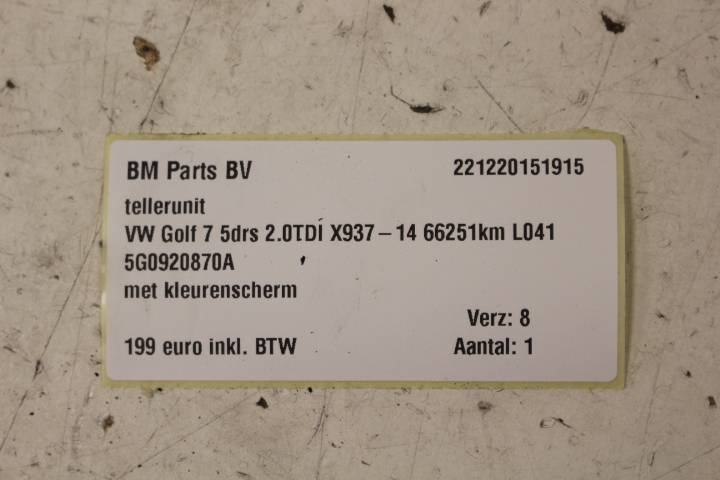 BM Parts BV 221220151915
tellerunit
VW Golf 7 5drs 2.0TDI X937-14 66251km L041
5G0920870A
met kleurenscherm
Verz: 8
199 euro inkl. BTW Aantal: 1